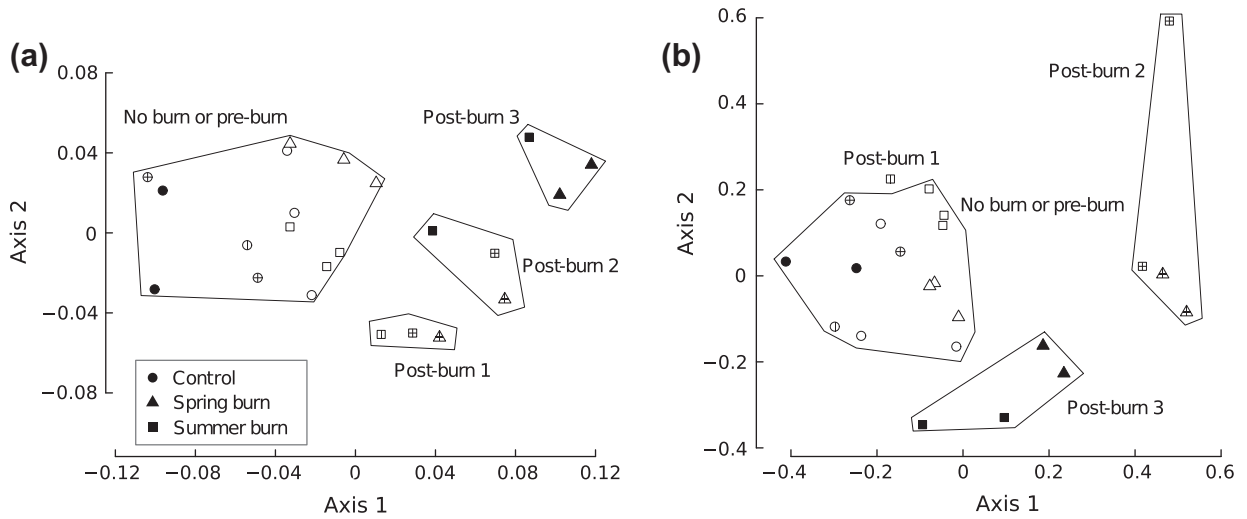 (a)
0.08
0.04
0
−0.04
−0.08
Axis 2
No burn or pre-burn
Post-burn 3
Post-burn 2
Post-burn 1
Control
Spring burn
Summer burn
−0.12 −0.08 −0.04 0 0.04 0.08 0.12
Axis 1
(b)
0.6
0.4
0.2
0
−0.2
−0.4
Axis 2
Post-burn 2
Post-burn 1
No burn or pre-burn
Post-burn 3
−0.4 −0.2 0 0.2 0.4 0.6
Axis 1